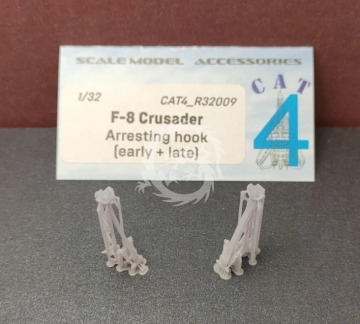 SCALE MODEL ACCESSORIES
CAT
4
1/32 CAT4_R32009
F-8 Crusader
Arresting hook
(early + late)